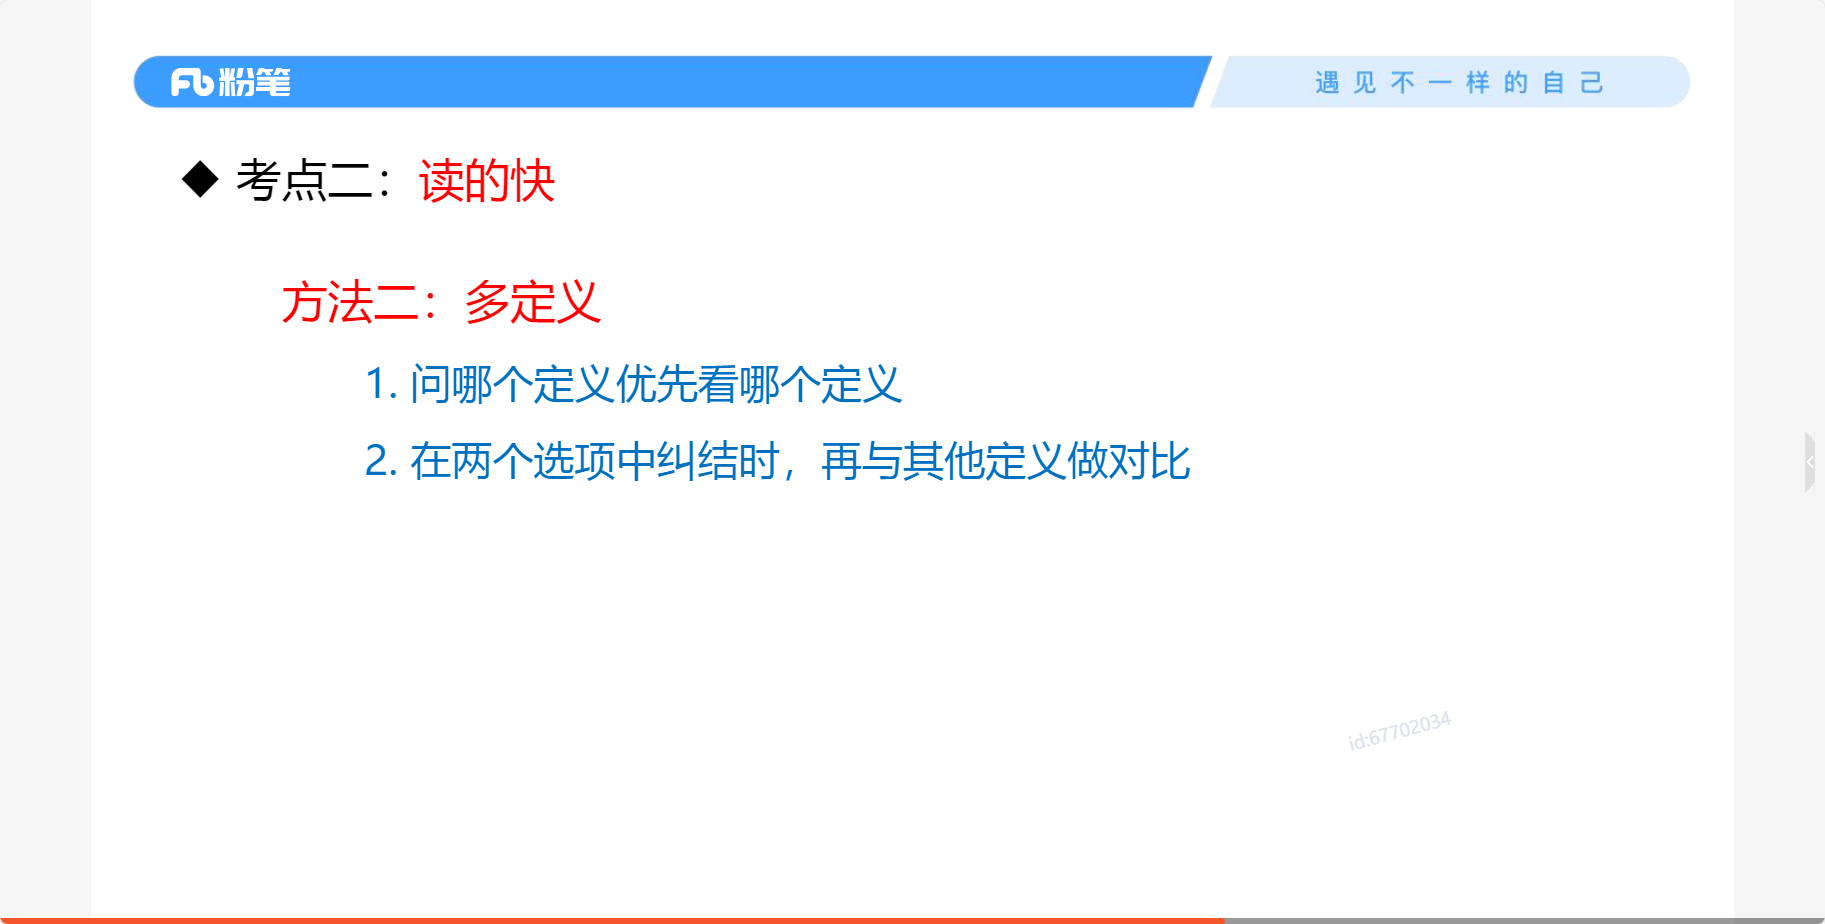 粉笔
遇见不一样的自己
◆ 考点二：读的快
方法二：多定义
1. 问哪个定义优先看哪个定义
2. 在两个选项中纠结时，再与其他定义做对比
id:67702034